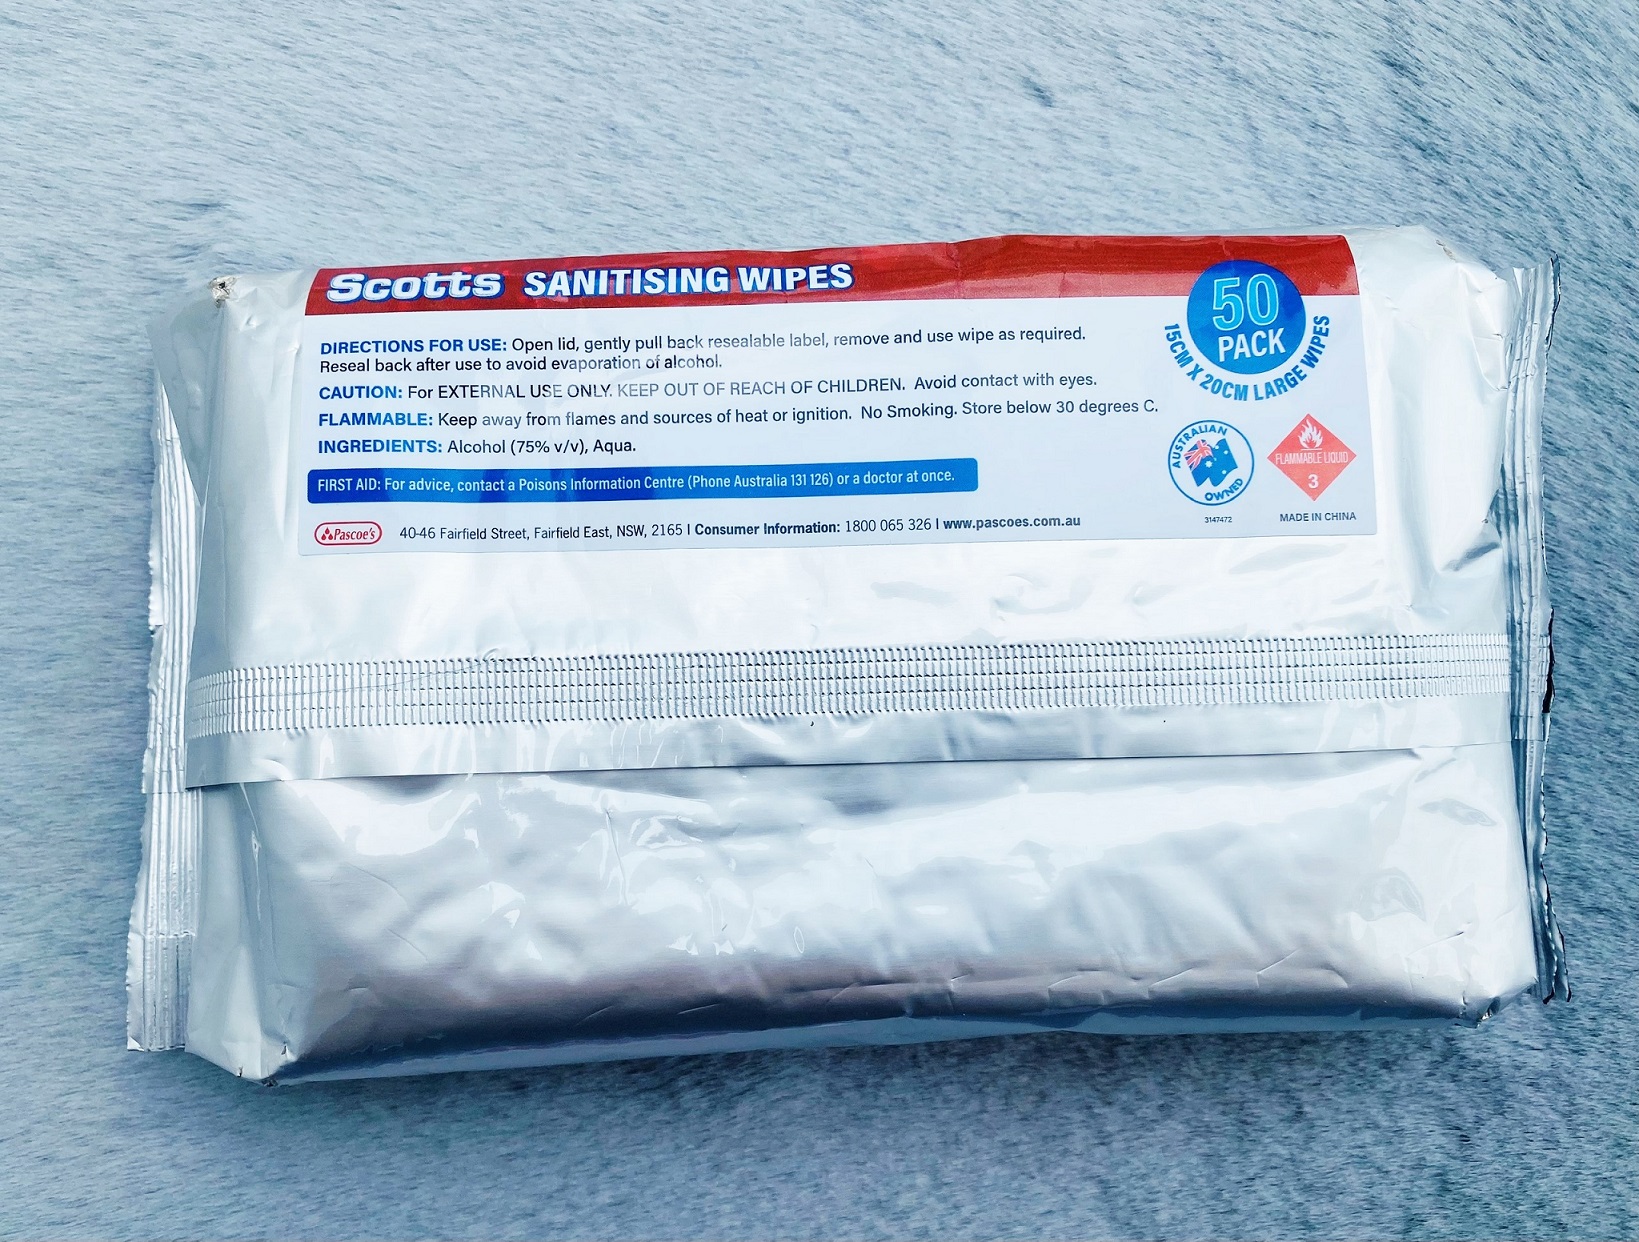 Scotts SANITISING WIPES
50
PACK
15CM X 20CM LARGE WIPES
DIRECTIONS FOR USE: Open lid, gently pull back resealable label, remove and use wipe as required.
Reseal back after use to avoid evaporation of alcohol.
CAUTION: For EXTERNAL USE ONLY. KEEP OUT OF REACH OF CHILDREN. Avoid contact with eyes.
FLAMMABLE: Keep away from flames and sources of heat or ignition. No Smoking. Store below 30 degrees C.
INGREDIENTS: Alcohol (75% v/v), Aqua.
FIRST AID: For advice, contact a Poisons Information Centre (Phone Australia 131 126) or a doctor at once.
Pascoe's 40-46 Fairfield Street, Fairfield East, NSW, 2165 | Consumer Information: 1800 065 326 | www.pascoes.com.au
AUSTRALIAN
OWNED
3147472
FLAMMABLE LIQUID
3
MADE IN CHINA